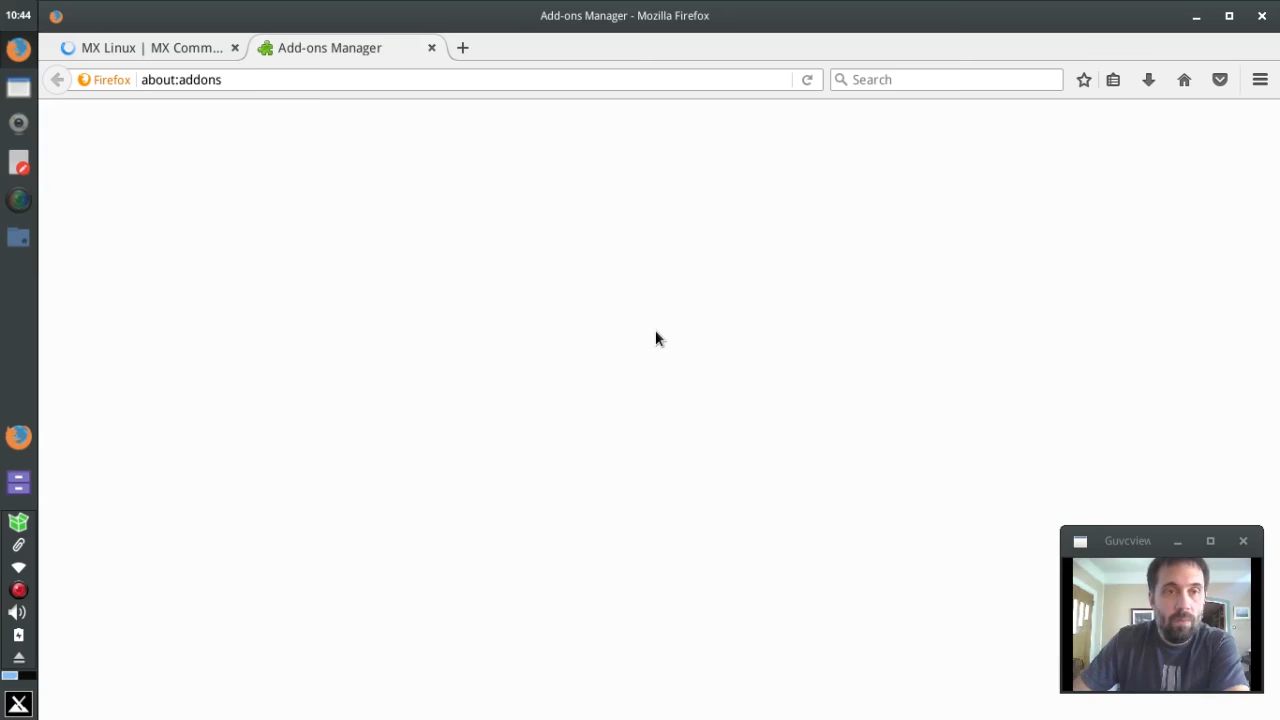 10:44
Add-ons Manager - Mozilla Firefox
MX Linux | MX Comm...
Add-ons Manager
Firefox
about:addons
Search
Guvcview